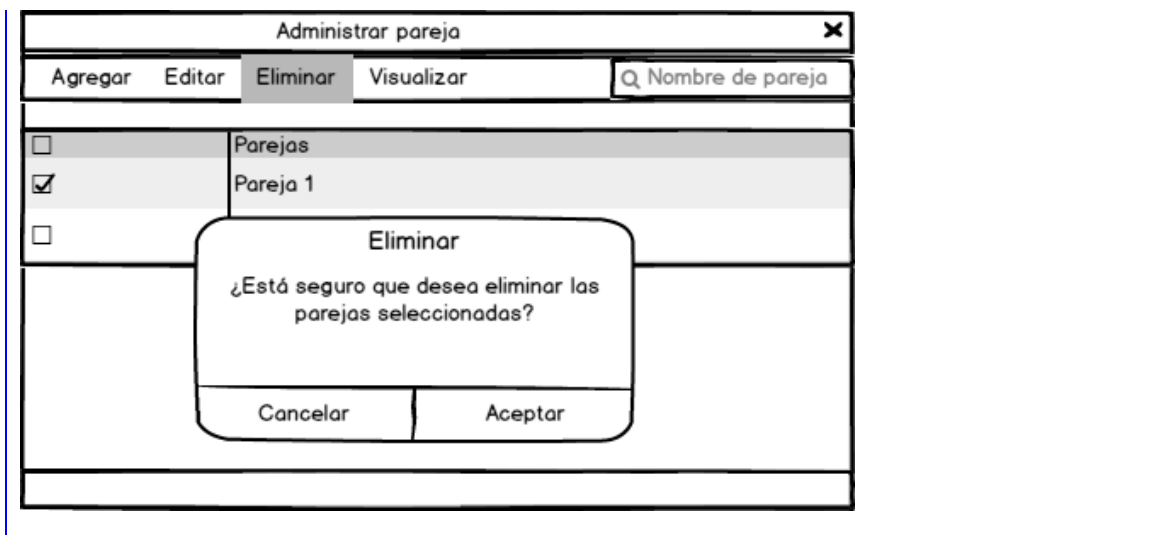 Administrar pareja
Agregar Editar Eliminar Visualizar Nombre de pareja
Parejas
Pareja 1
Eliminar
¿Está seguro que desea eliminar las
parejas seleccionadas?
Cancelar Aceptar